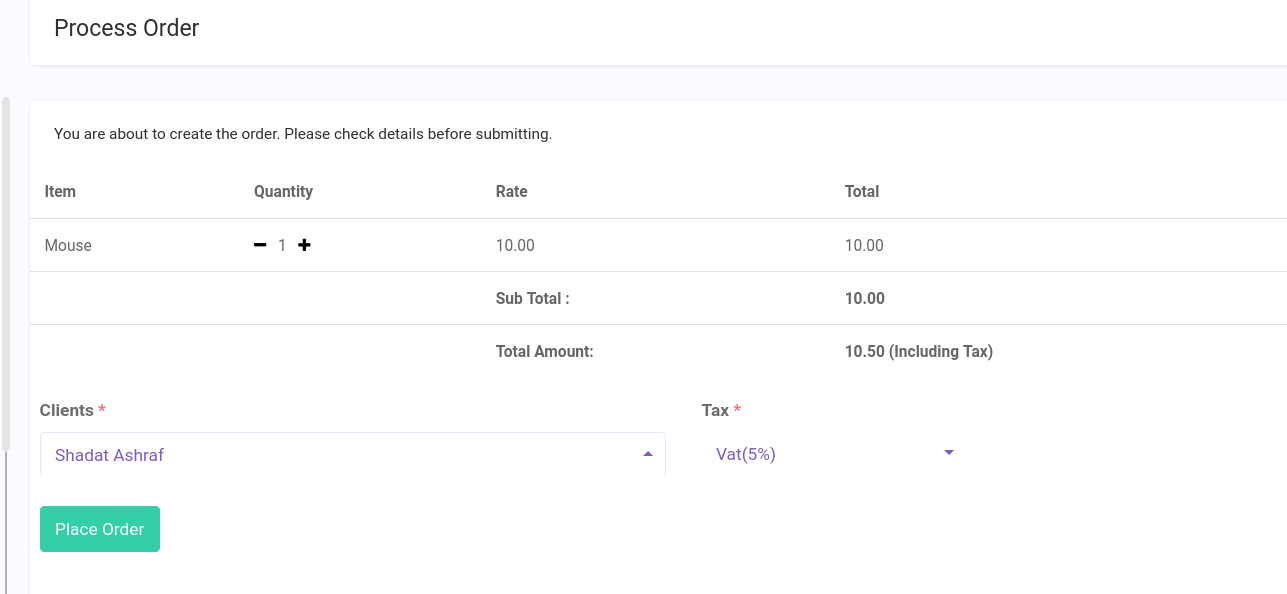 Process Order
You are about to create the order. Please check details before submitting.
Item Quantity Rate Total
Mouse 1 10.00 10.00
Sub Total : 10.00
Total Amount: 10.50 (Including Tax)
Clients * Tax *
Shadat Ashraf Vat(5%)
Place Order